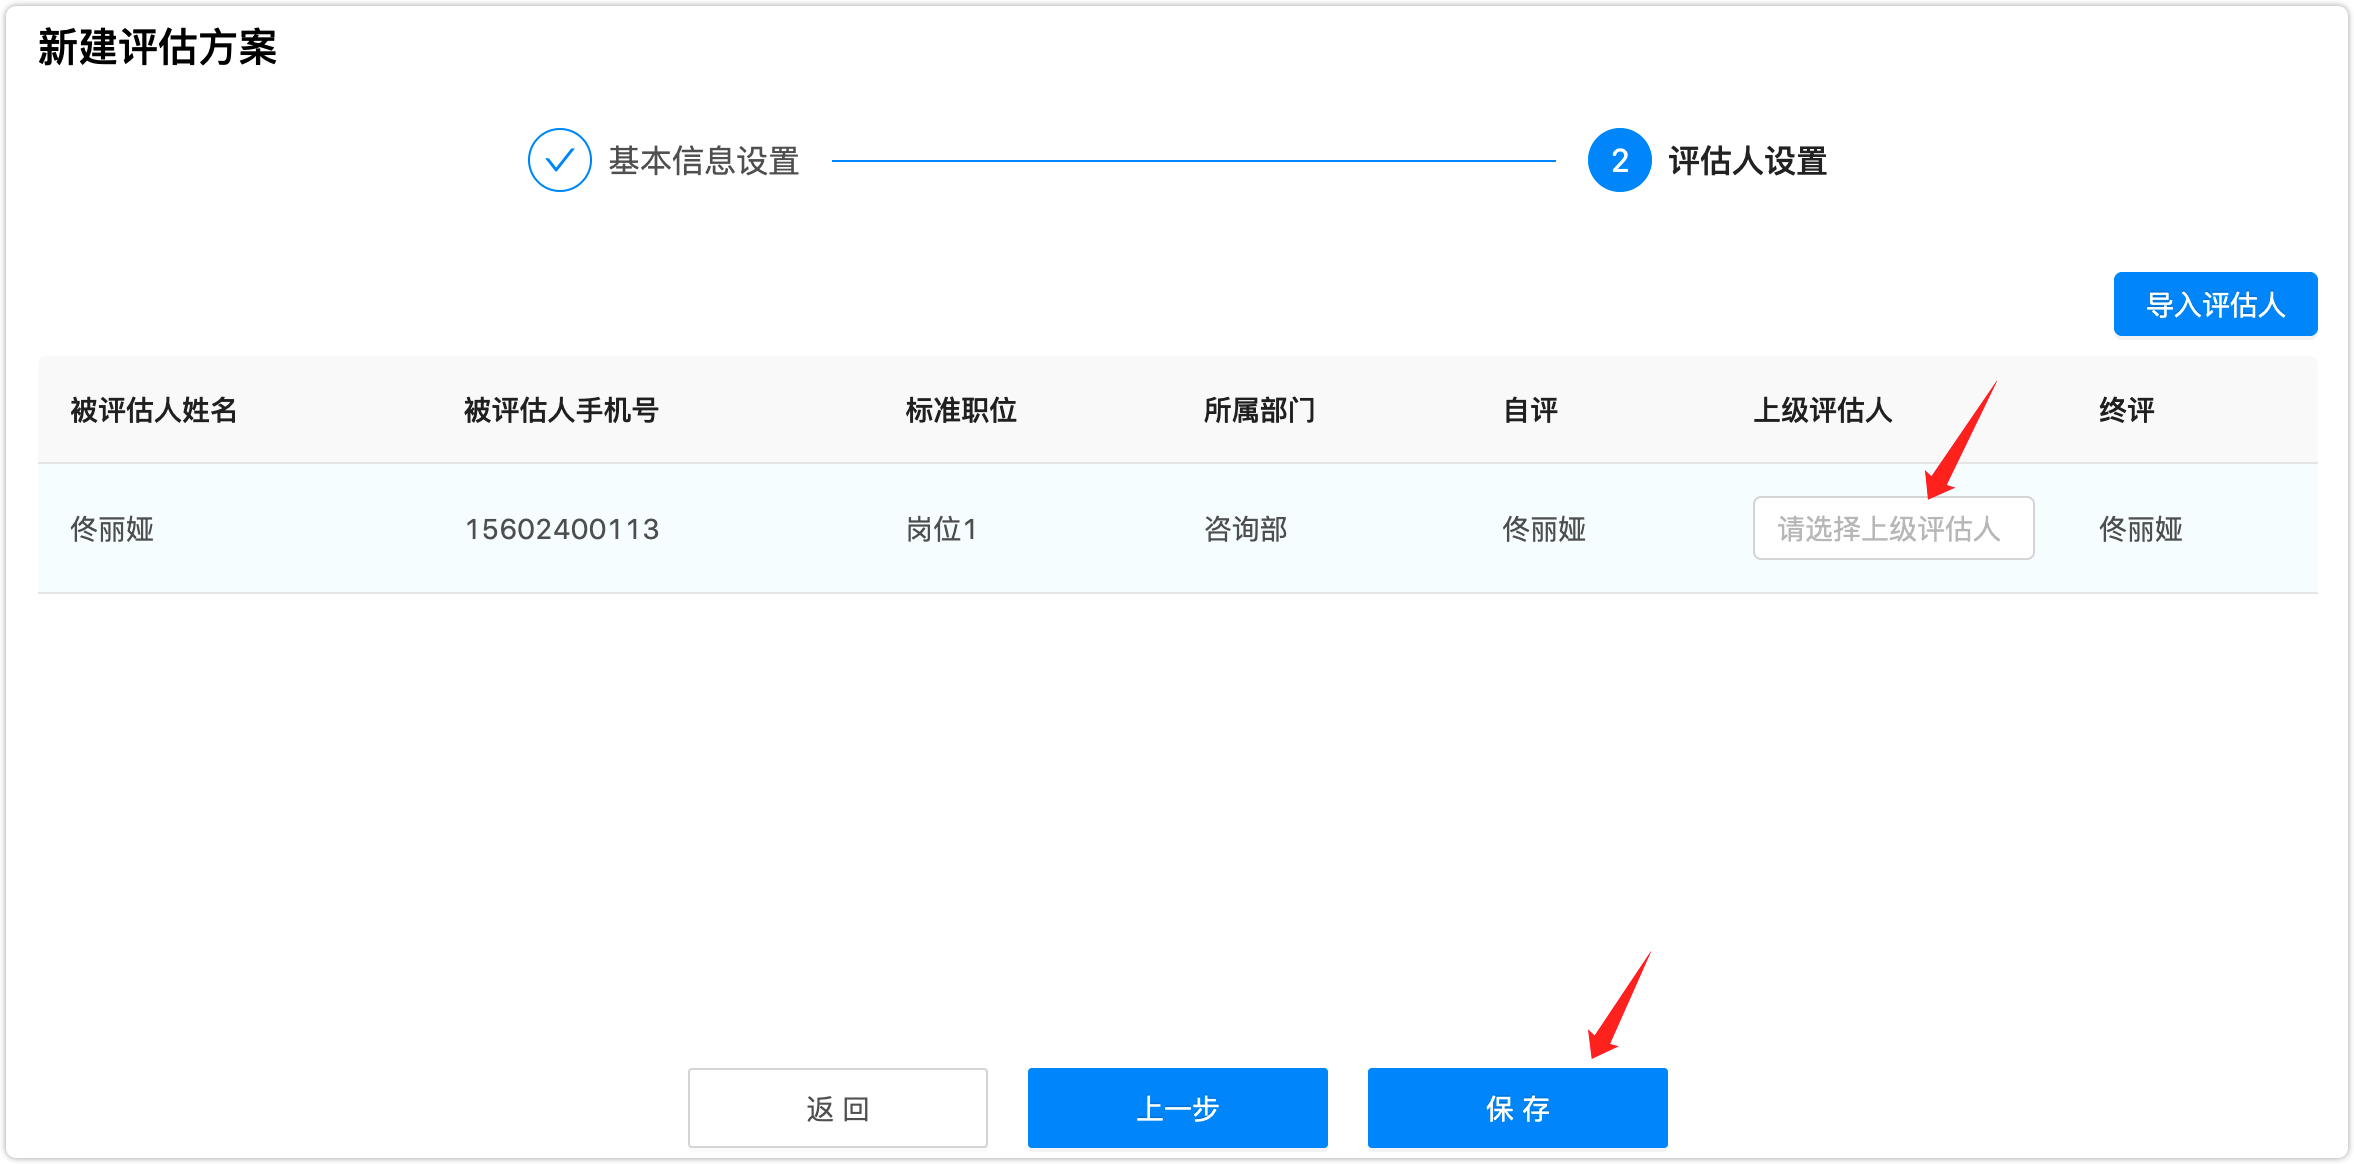 新建评估方案
基本信息设置
2 评估人设置
导入评估人
被评估人姓名 被评估人手机号 标准职位 所属部门 自评 上级评估人 终评
佟丽娅 15602400113 岗位1 咨询部 佟丽娅 请选择上级评估人 佟丽娅
返 回 上一步 保 存